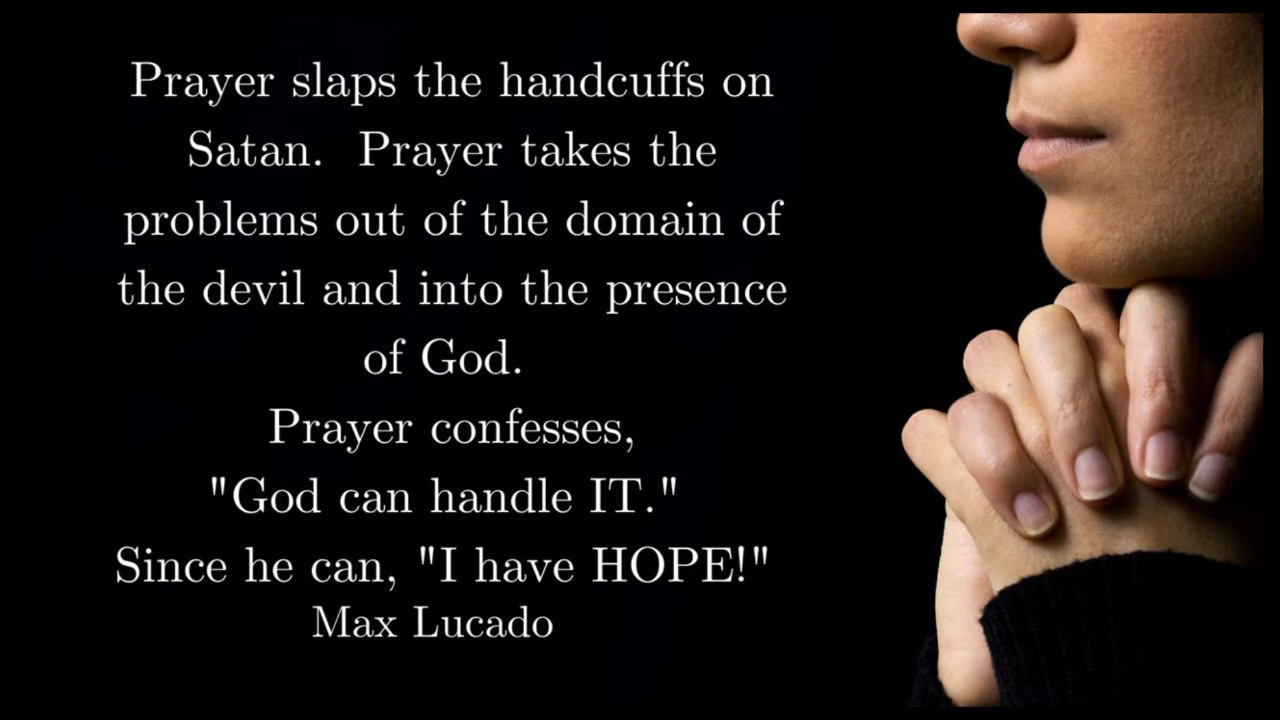 Prayer slaps the handcuffs on
Satan.  Prayer takes the
problems out of the domain of
the devil and into the presence
of God.
Prayer confesses,
"God can handle IT."
Since he can, "I have HOPE!"
Max Lucado